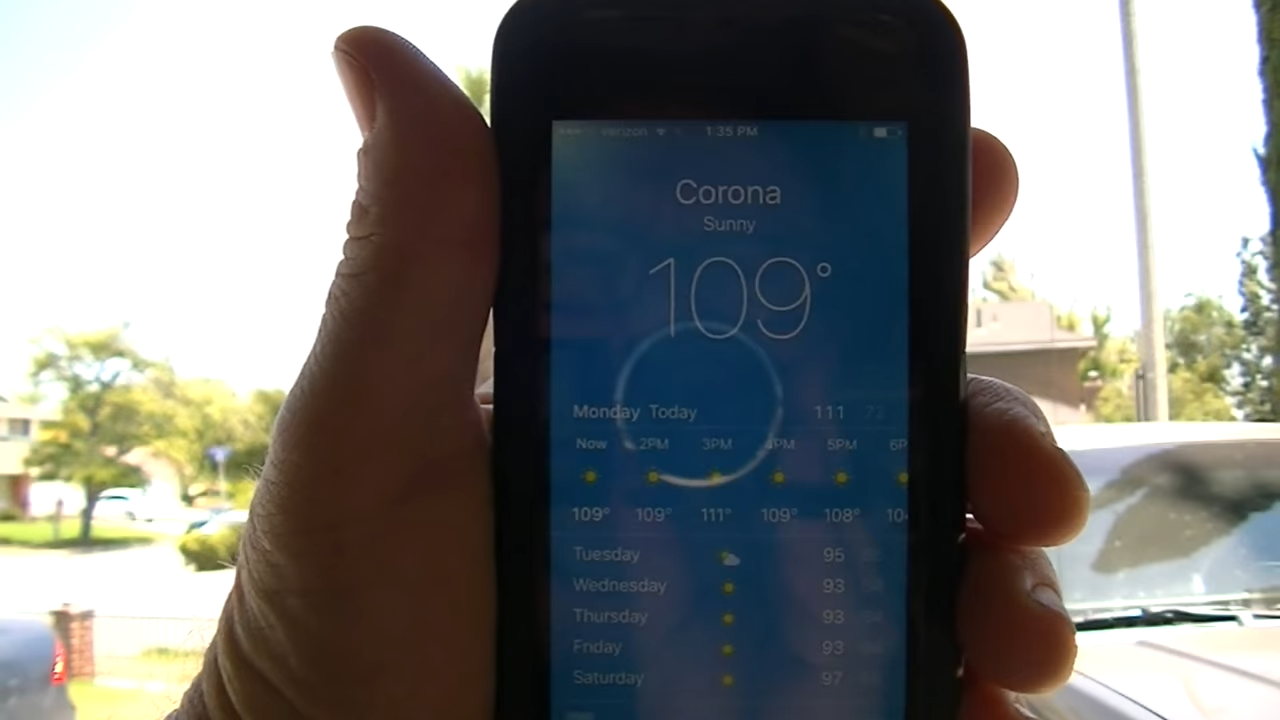 verizon 1:35 PM
Corona
Sunny
109°
Monday Today 111 72
Now 2PM 3PM 4PM 5PM
109° 109° 111° 109° 108°
Tuesday 95
Wednesday 93
Thursday 93
Friday 93
Saturday 97